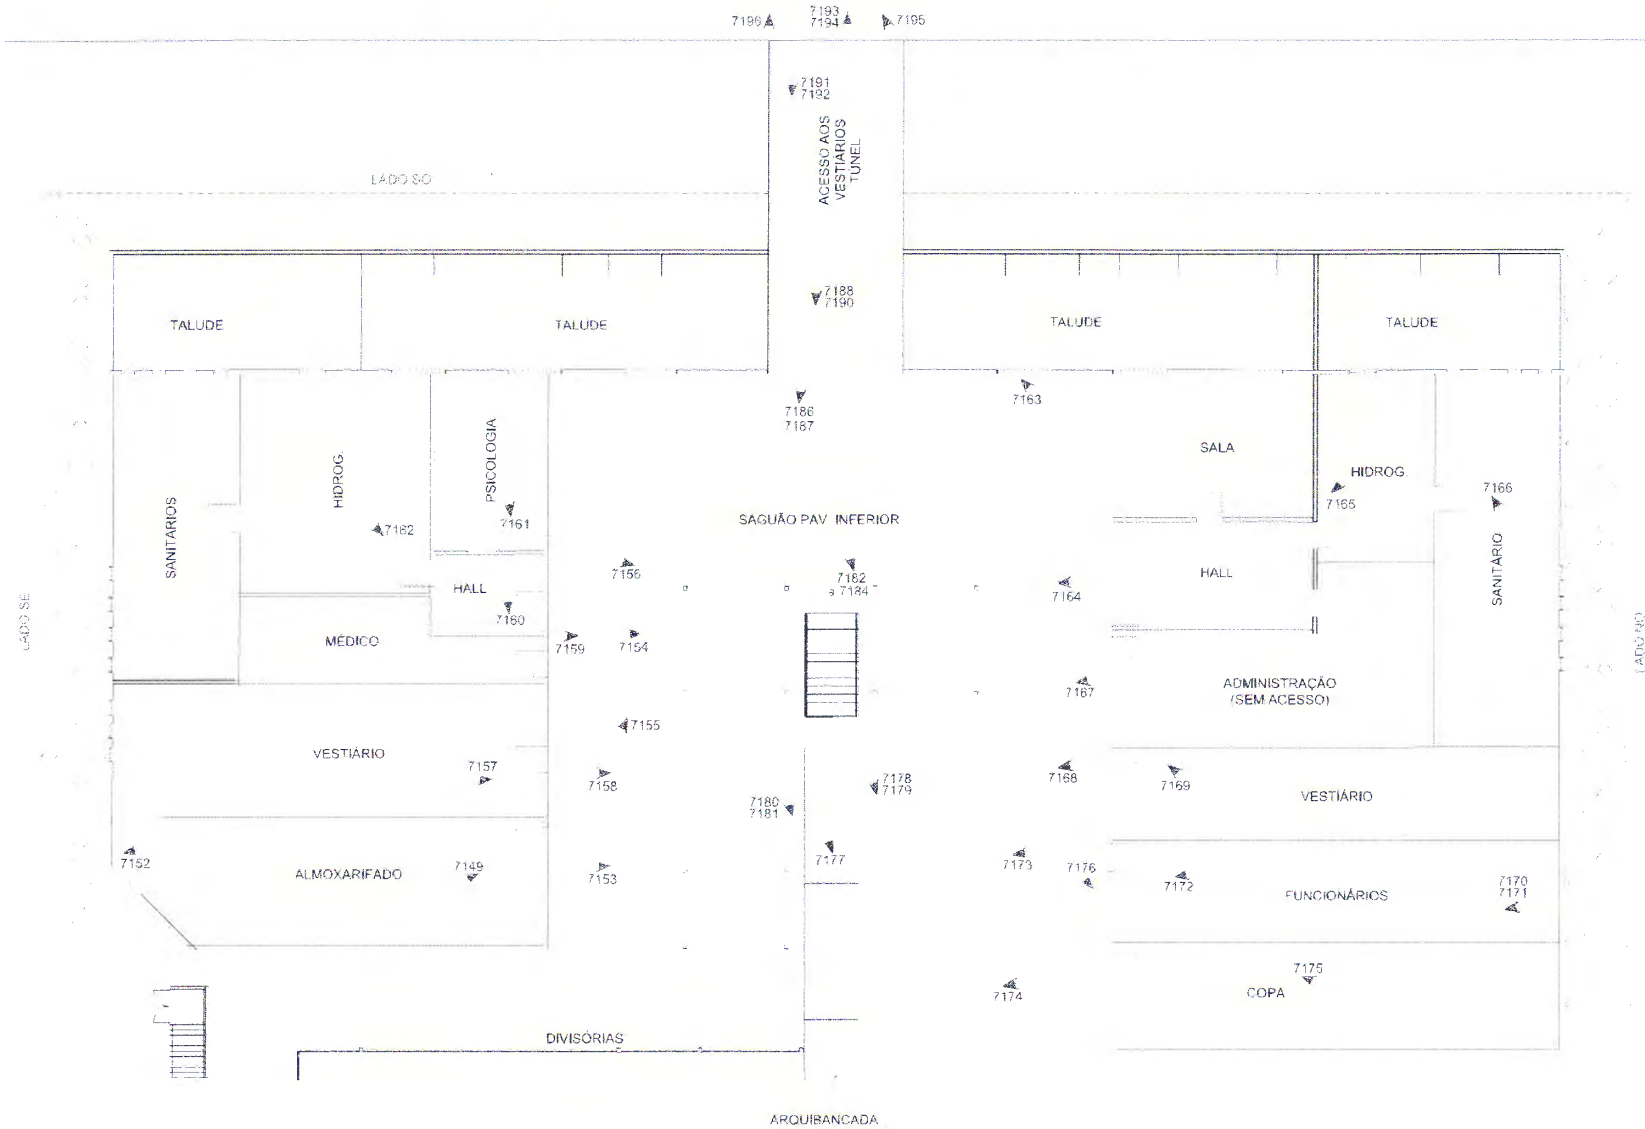 7193
7196
7194
7195
7191
7192
ACESSO AOS
VESTIÁRIOS
TÚNEL
LADO SO
7188
7190
TALUDE
TALUDE
TALUDE
TALUDE
7163
7186
7187
PSICOLOGIA
SALA
HIDROG.
HIDROG.
7166
7165
7161
SAGUÃO PAV. INFERIOR
7162
SANITÁRIOS
SANITÁRIO
7156
7182
7184
HALL
HALL
7164
LADO SE
LADO NO
7160
MÉDICO
7159
7154
ADMINISTRAÇÃO
(SEM ACESSO)
7167
7155
VESTIÁRIO
7157
7158
7178
7179
7168
7169
VESTIÁRIO
7180
7181
7152
7149
7177
7173
7176
ALMOXARIFADO
7153
7172
7170
7171
FUNCIONÁRIOS
7175
7174
COPA
DIVISÓRIAS
ARQUIBANCADA